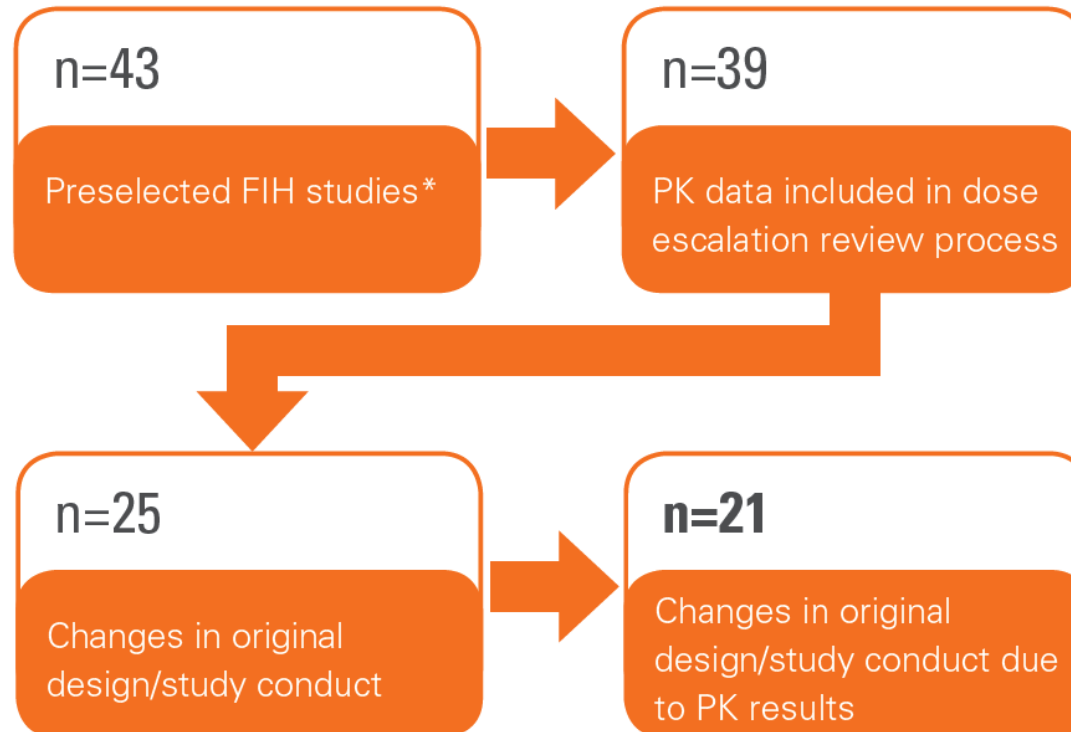 n=43
Preselected FIH studies*
n=39
PK data included in dose
escalation review process
n=25
Changes in original
design/study conduct
n=21
Changes in original
design/study conduct due
to PK results